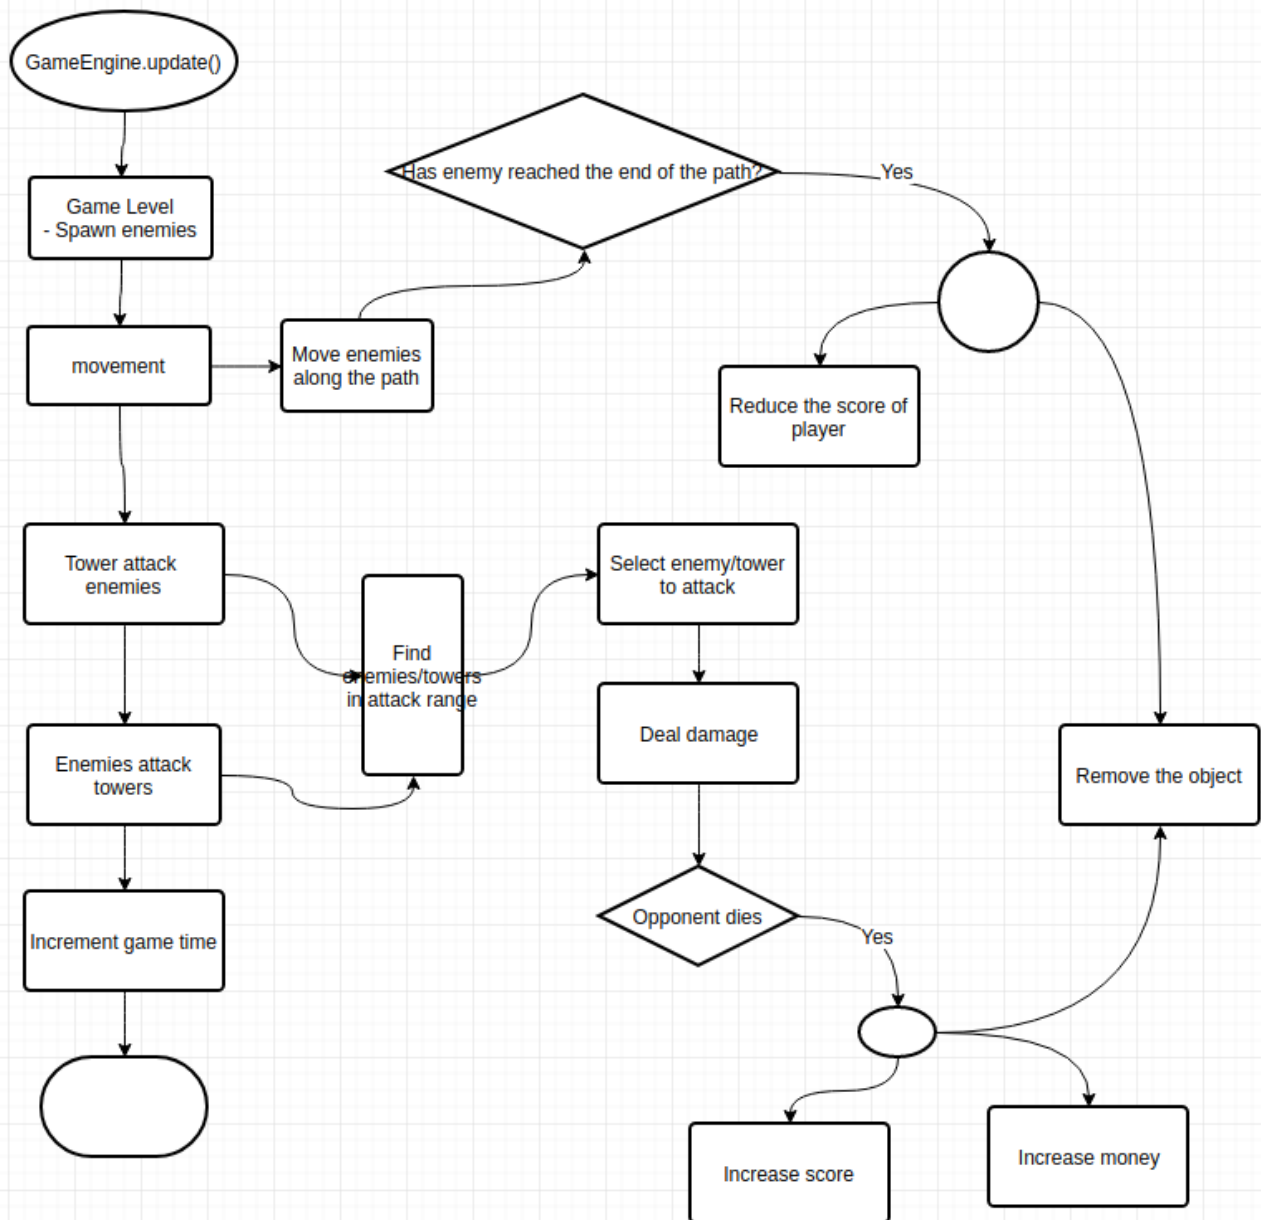 GameEngine.update()
Has enemy reached the end of the path?
Yes
Game Level
- Spawn enemies
movement
Move enemies
along the path
Reduce the score of
player
Tower attack
enemies
Find
enemies/towers
in attack range
Select enemy/tower
to attack
Deal damage
Enemies attack
towers
Remove the object
Opponent dies
Yes
Increment game time
Increase score
Increase money